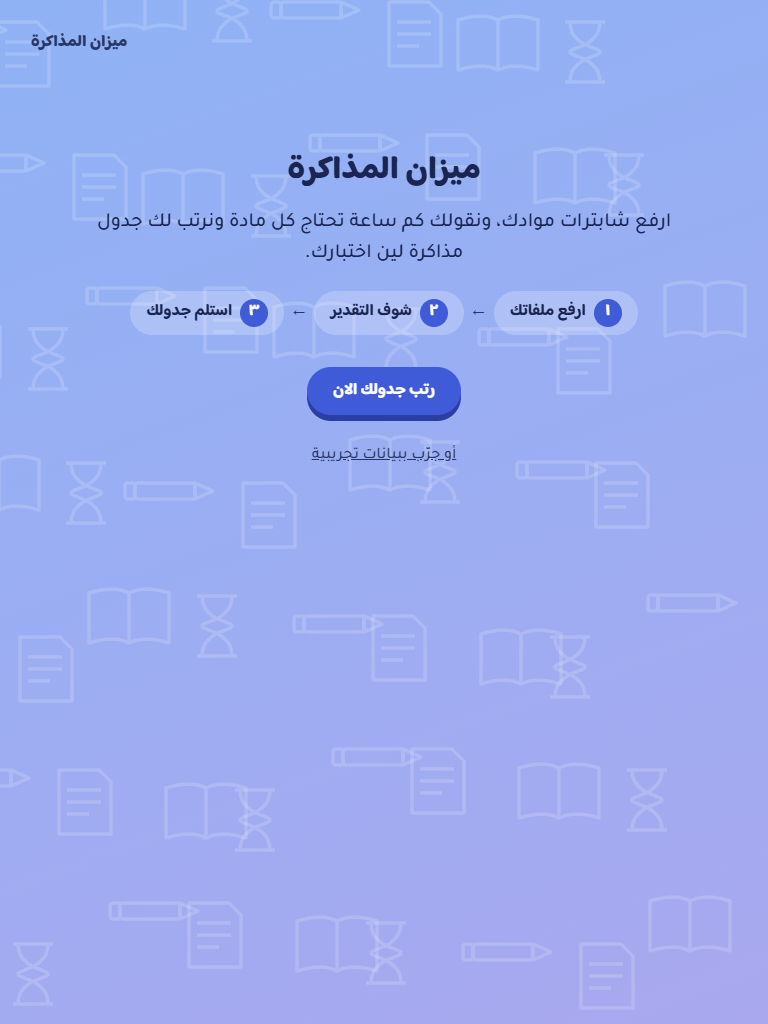 ميزان المذاكرة
ميزان المذاكرة
ارفع شابترات موادك، ونقولك كم ساعة تحتاج كل مادة ونرتب لك جدول
مذاكرة لين اختبارك.
١ ارفع ملفاتك ← ٢ شوف التقدير ← ٣ استلم جدولك
رتب جدولك الان
أو جرّب ببيانات تجريبية